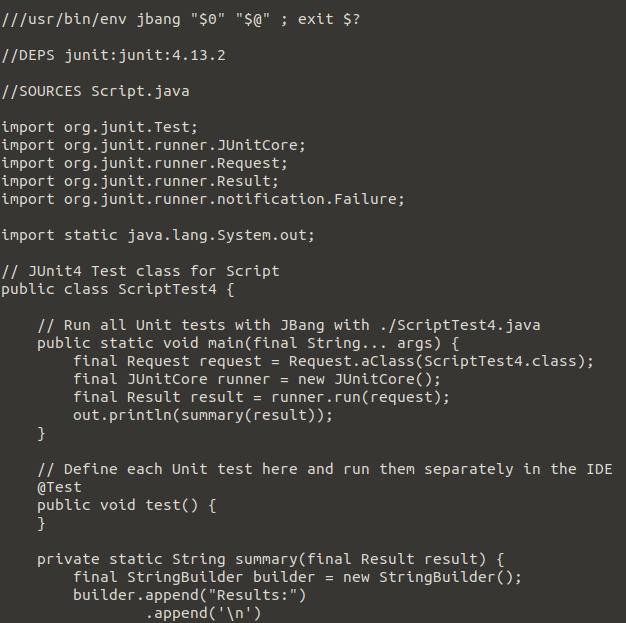 ///usr/bin/env jbang "$0" "$@" ; exit $?
//DEPS junit:junit:4.13.2
//SOURCES Script.java
import org.junit.Test;
import org.junit.runner.JUnitCore;
import org.junit.runner.Request;
import org.junit.runner.Result;
import org.junit.runner.notification.Failure;
import static java.lang.System.out;
// JUnit4 Test class for Script
public class ScriptTest4 {
    // Run all Unit tests with JBang with ./ScriptTest4.java
    public static void main(final String... args) {
        final Request request = Request.aClass(ScriptTest4.class);
        final JUnitCore runner = new JUnitCore();
        final Result result = runner.run(request);
        out.println(summary(result));
    }
    // Define each Unit test here and run them separately in the IDE
    @Test
    public void test() {
    }
    private static String summary(final Result result) {
        final StringBuilder builder = new StringBuilder();
        builder.append("Results:")
                .append('\n')